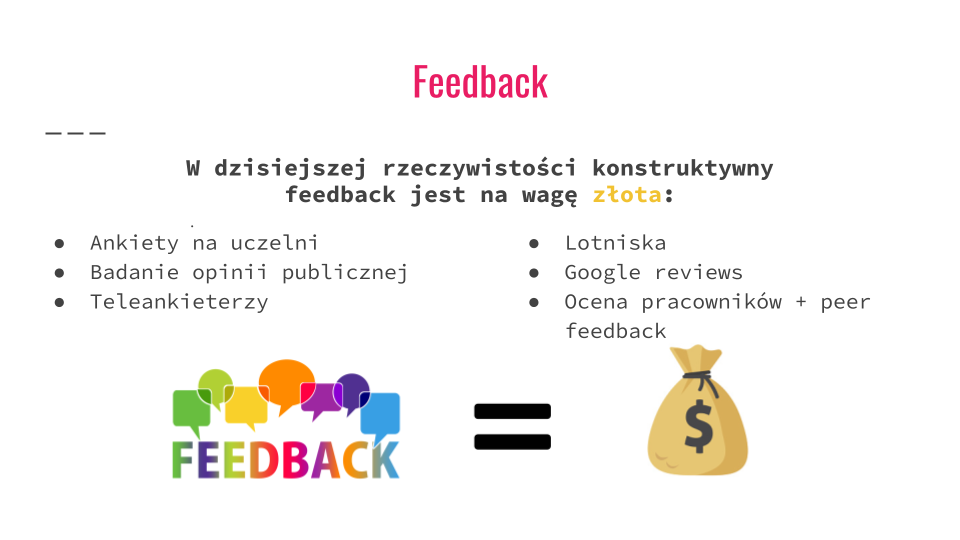 Feedback
W dzisiejszej rzeczywistości konstruktywny
feedback jest na wagę złota:
● Ankiety na uczelni
● Badanie opinii publicznej
● Teleankieterzy
● Lotniska
● Google reviews
● Ocena pracowników + peer
feedback
FEEDBACK
=
$